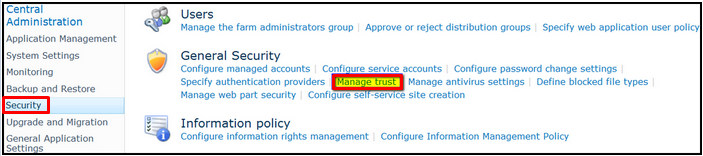 Central
Administration
Application Management
System Settings
Monitoring
Backup and Restore
Security
Upgrade and Migration
General Application
Settings
Users
Manage the farm administrators group | Approve or reject distribution groups | Specify web application user policy
General Security
Configure managed accounts | Configure service accounts | Configure password change settings |
Specify authentication providers | Manage trust | Manage antivirus settings | Define blocked file types |
Manage web part security | Configure self-service site creation
Information policy
Configure information rights management | Configure Information Management Policy